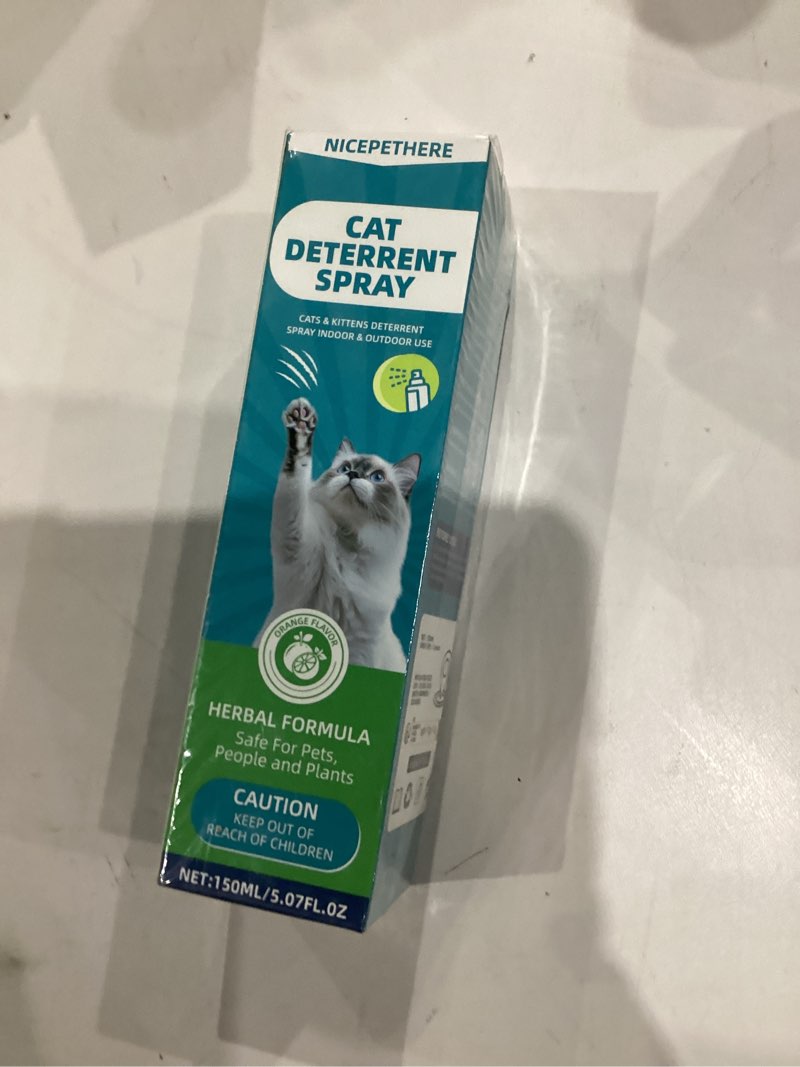 NICEPETHERE
CAT
DETERRENT
SPRAY
CATS & KITTENS DETERRENT
SPRAY INDOOR & OUTDOOR USE
ORANGE FLAVOR
HERBAL FORMULA
Safe For Pets,
People and Plants
CAUTION
KEEP OUT OF
REACH OF CHILDREN
NET:150ML/5.07FL.OZ